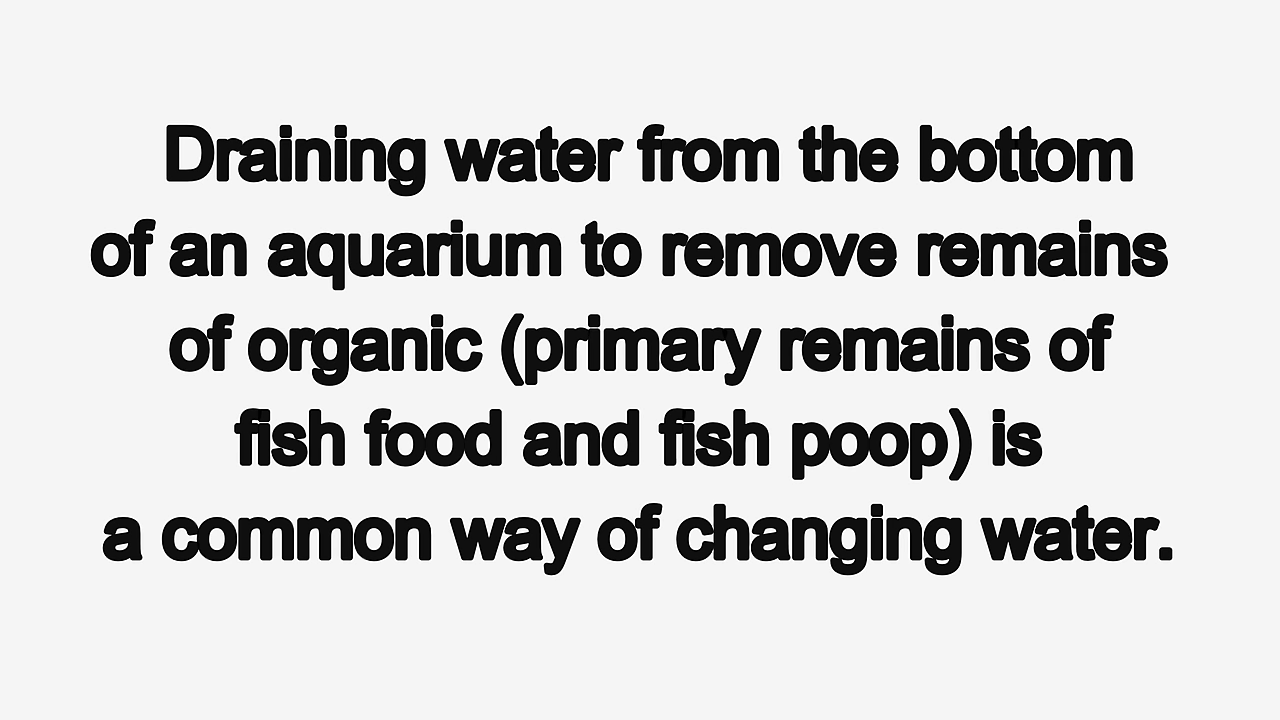 Draining water from the bottom
of an aquarium to remove remains
of organic (primary remains of
fish food and fish poop) is
a common way of changing water.